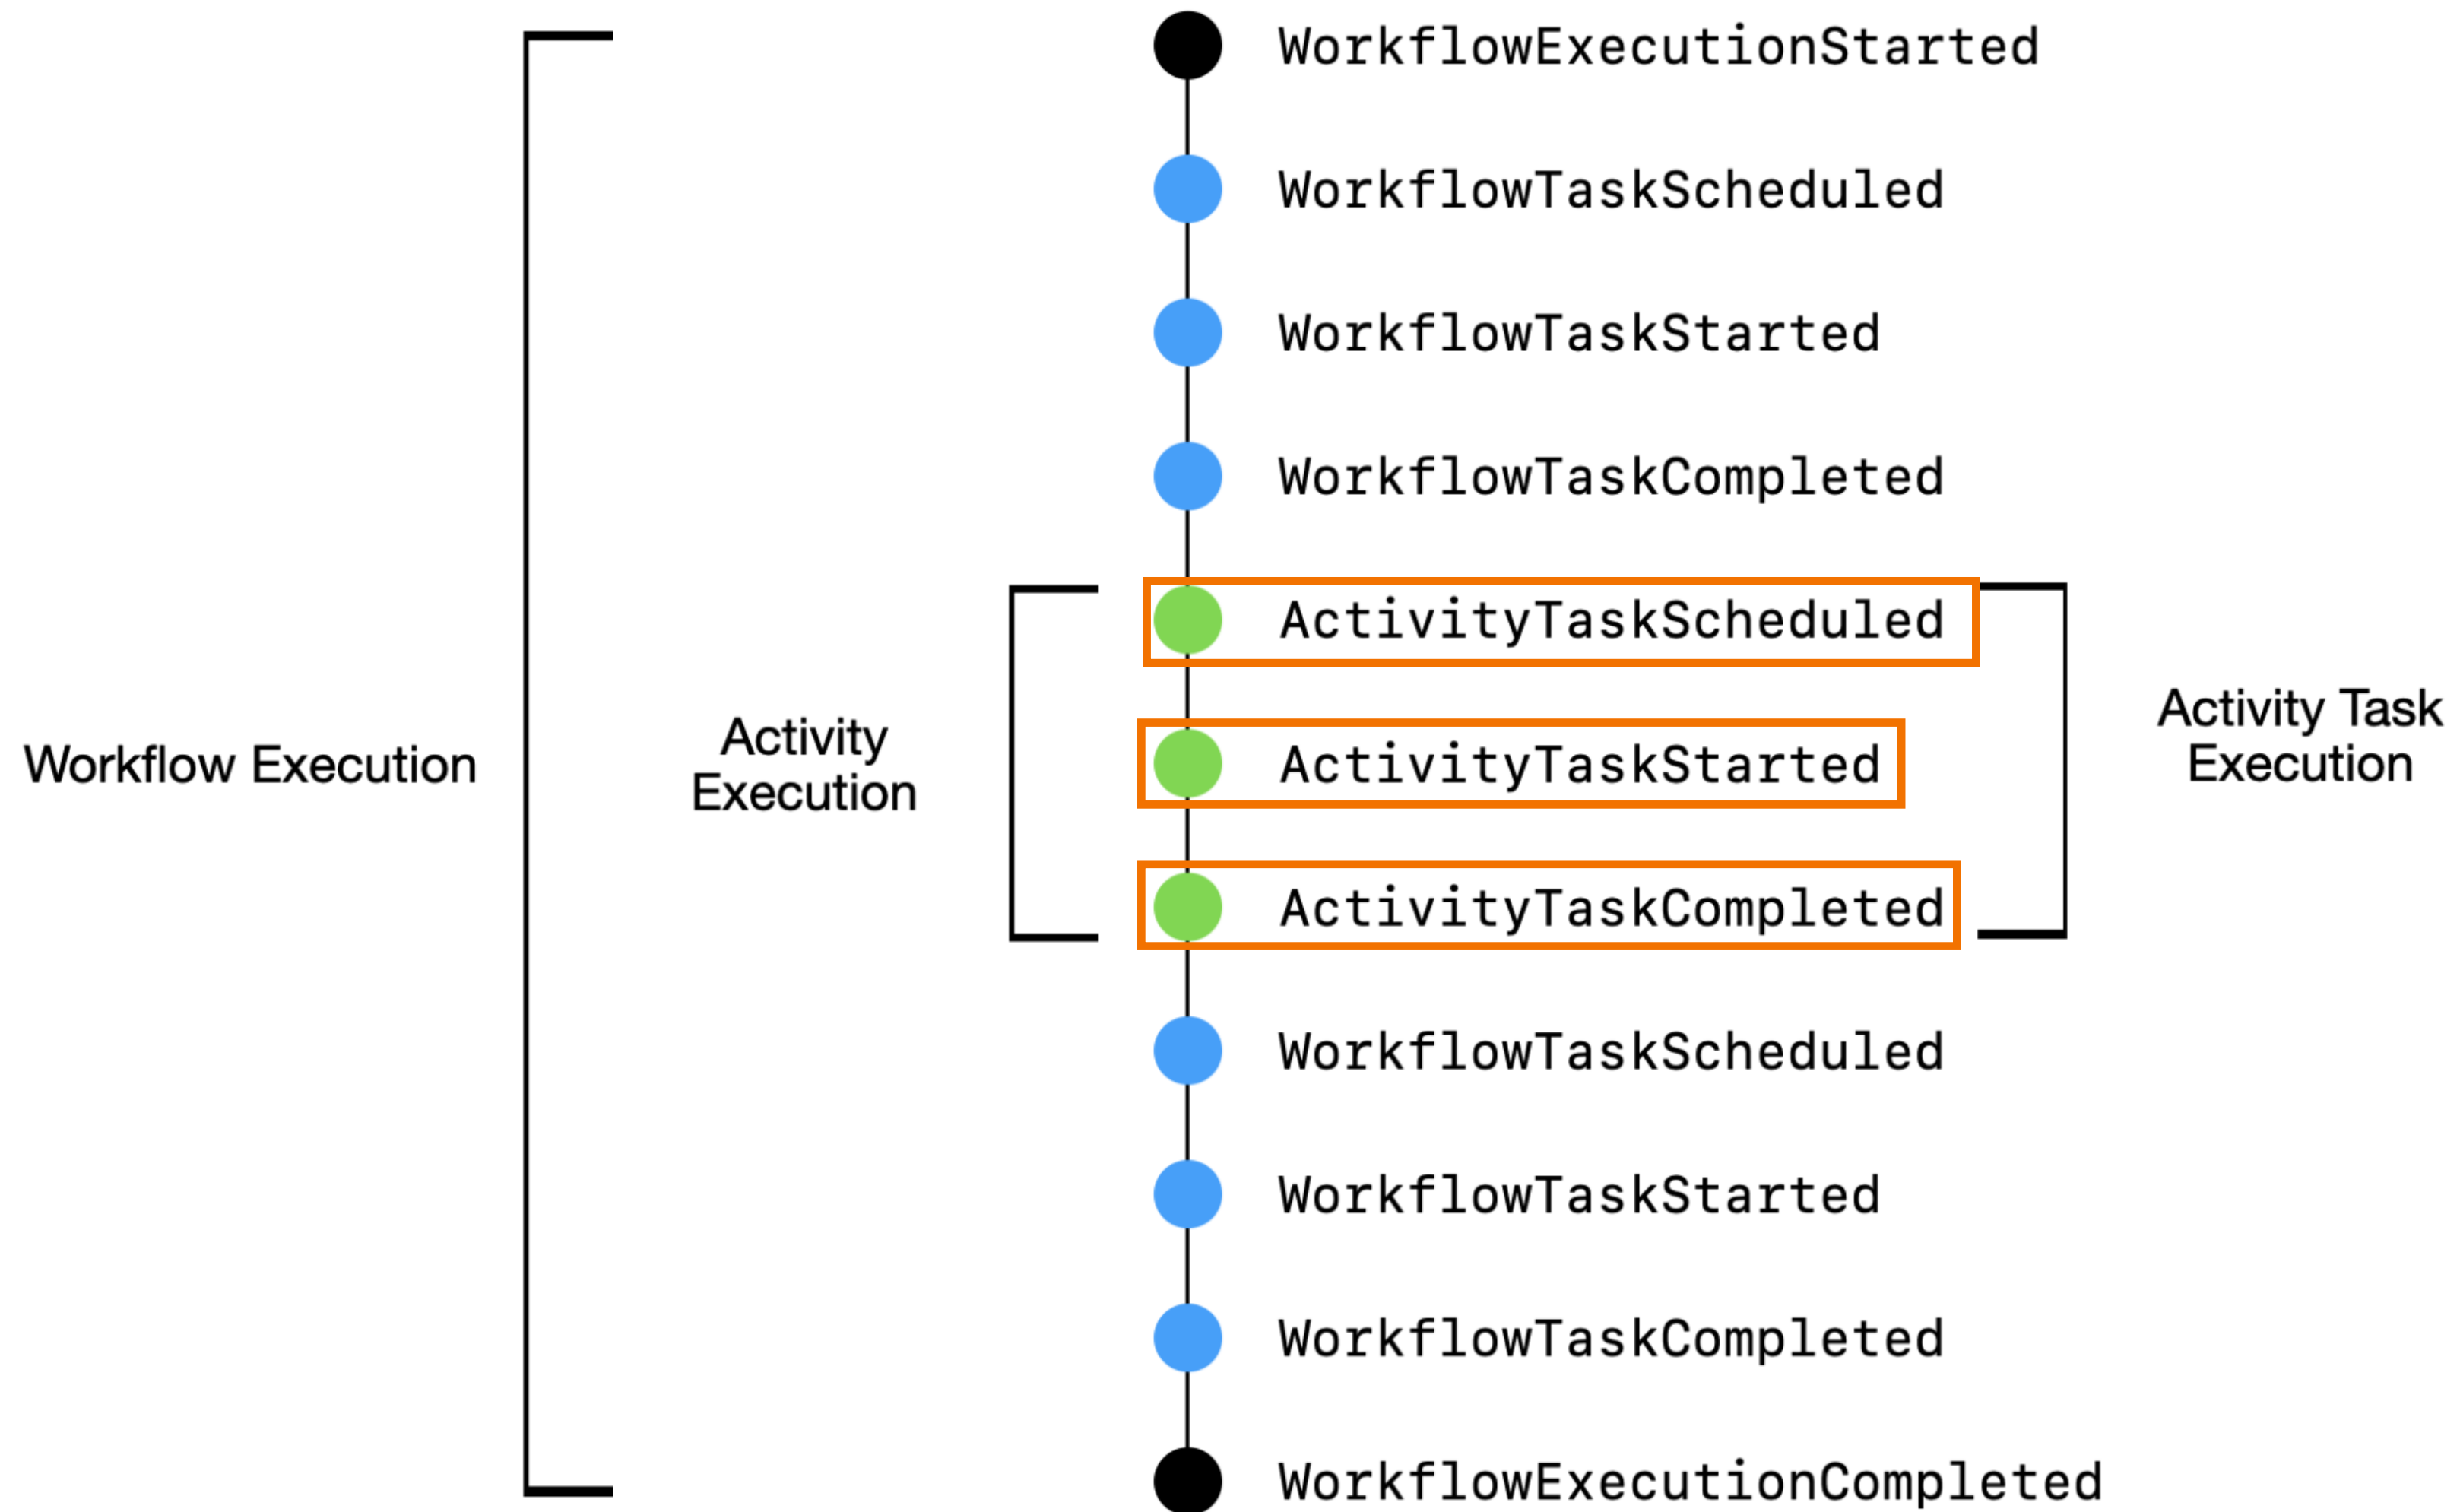 WorkflowExecutionStarted
WorkflowTaskScheduled
WorkflowTaskStarted
WorkflowTaskCompleted
ActivityTaskScheduled
ActivityTaskStarted
ActivityTaskCompleted
WorkflowTaskScheduled
WorkflowTaskStarted
WorkflowTaskCompleted
WorkflowExecutionCompleted
Workflow Execution
Activity
Execution
Activity Task
Execution